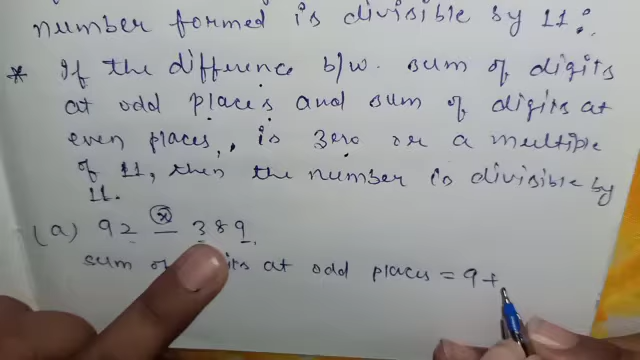 number formed is divisible by 11:
* If the difference b/w. sum of digits
at odd places and sum of digits at
even places, is zero or a multiple
of 11, then the number is divisible by
11.
(a) 92 _ 389
sum of digits at odd places = 9 +